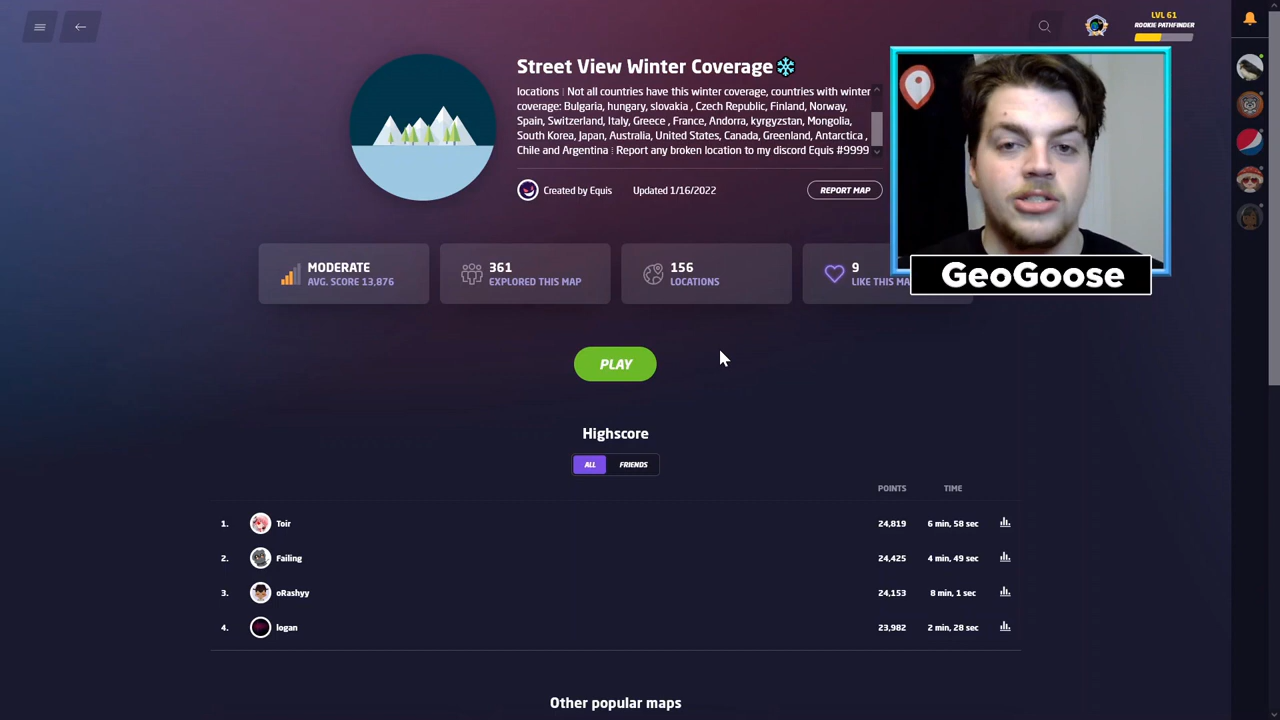 LVL 61
ROOKIE PATHFINDER
Street View Winter Coverage
locations | Not all countries have this winter coverage, countries with winter
coverage: Bulgaria, hungary, slovakia , Czech Republic, Finland, Norway,
Spain, Switzerland, Italy, Greece , France, Andorra, kyrgyzstan, Mongolia,
South Korea, Japan, Australia, United States, Canada, Greenland, Antarctica ,
Chile and Argentina | Report any broken location to my discord Equis #9999
Created by Equis
Updated 1/16/2022
REPORT MAP
GeoGoose
MODERATE
AVG. SCORE 13,876
361
EXPLORED THIS MAP
156
LOCATIONS
9
LIKE THIS MA
PLAY
Highscore
ALL
FRIENDS
POINTS TIME
1. Toir 24,819 6 min, 58 sec
2. Failing 24,425 4 min, 49 sec
3. oRashyy 24,153 8 min, 1 sec
4. logan 23,982 2 min, 28 sec
Other popular maps